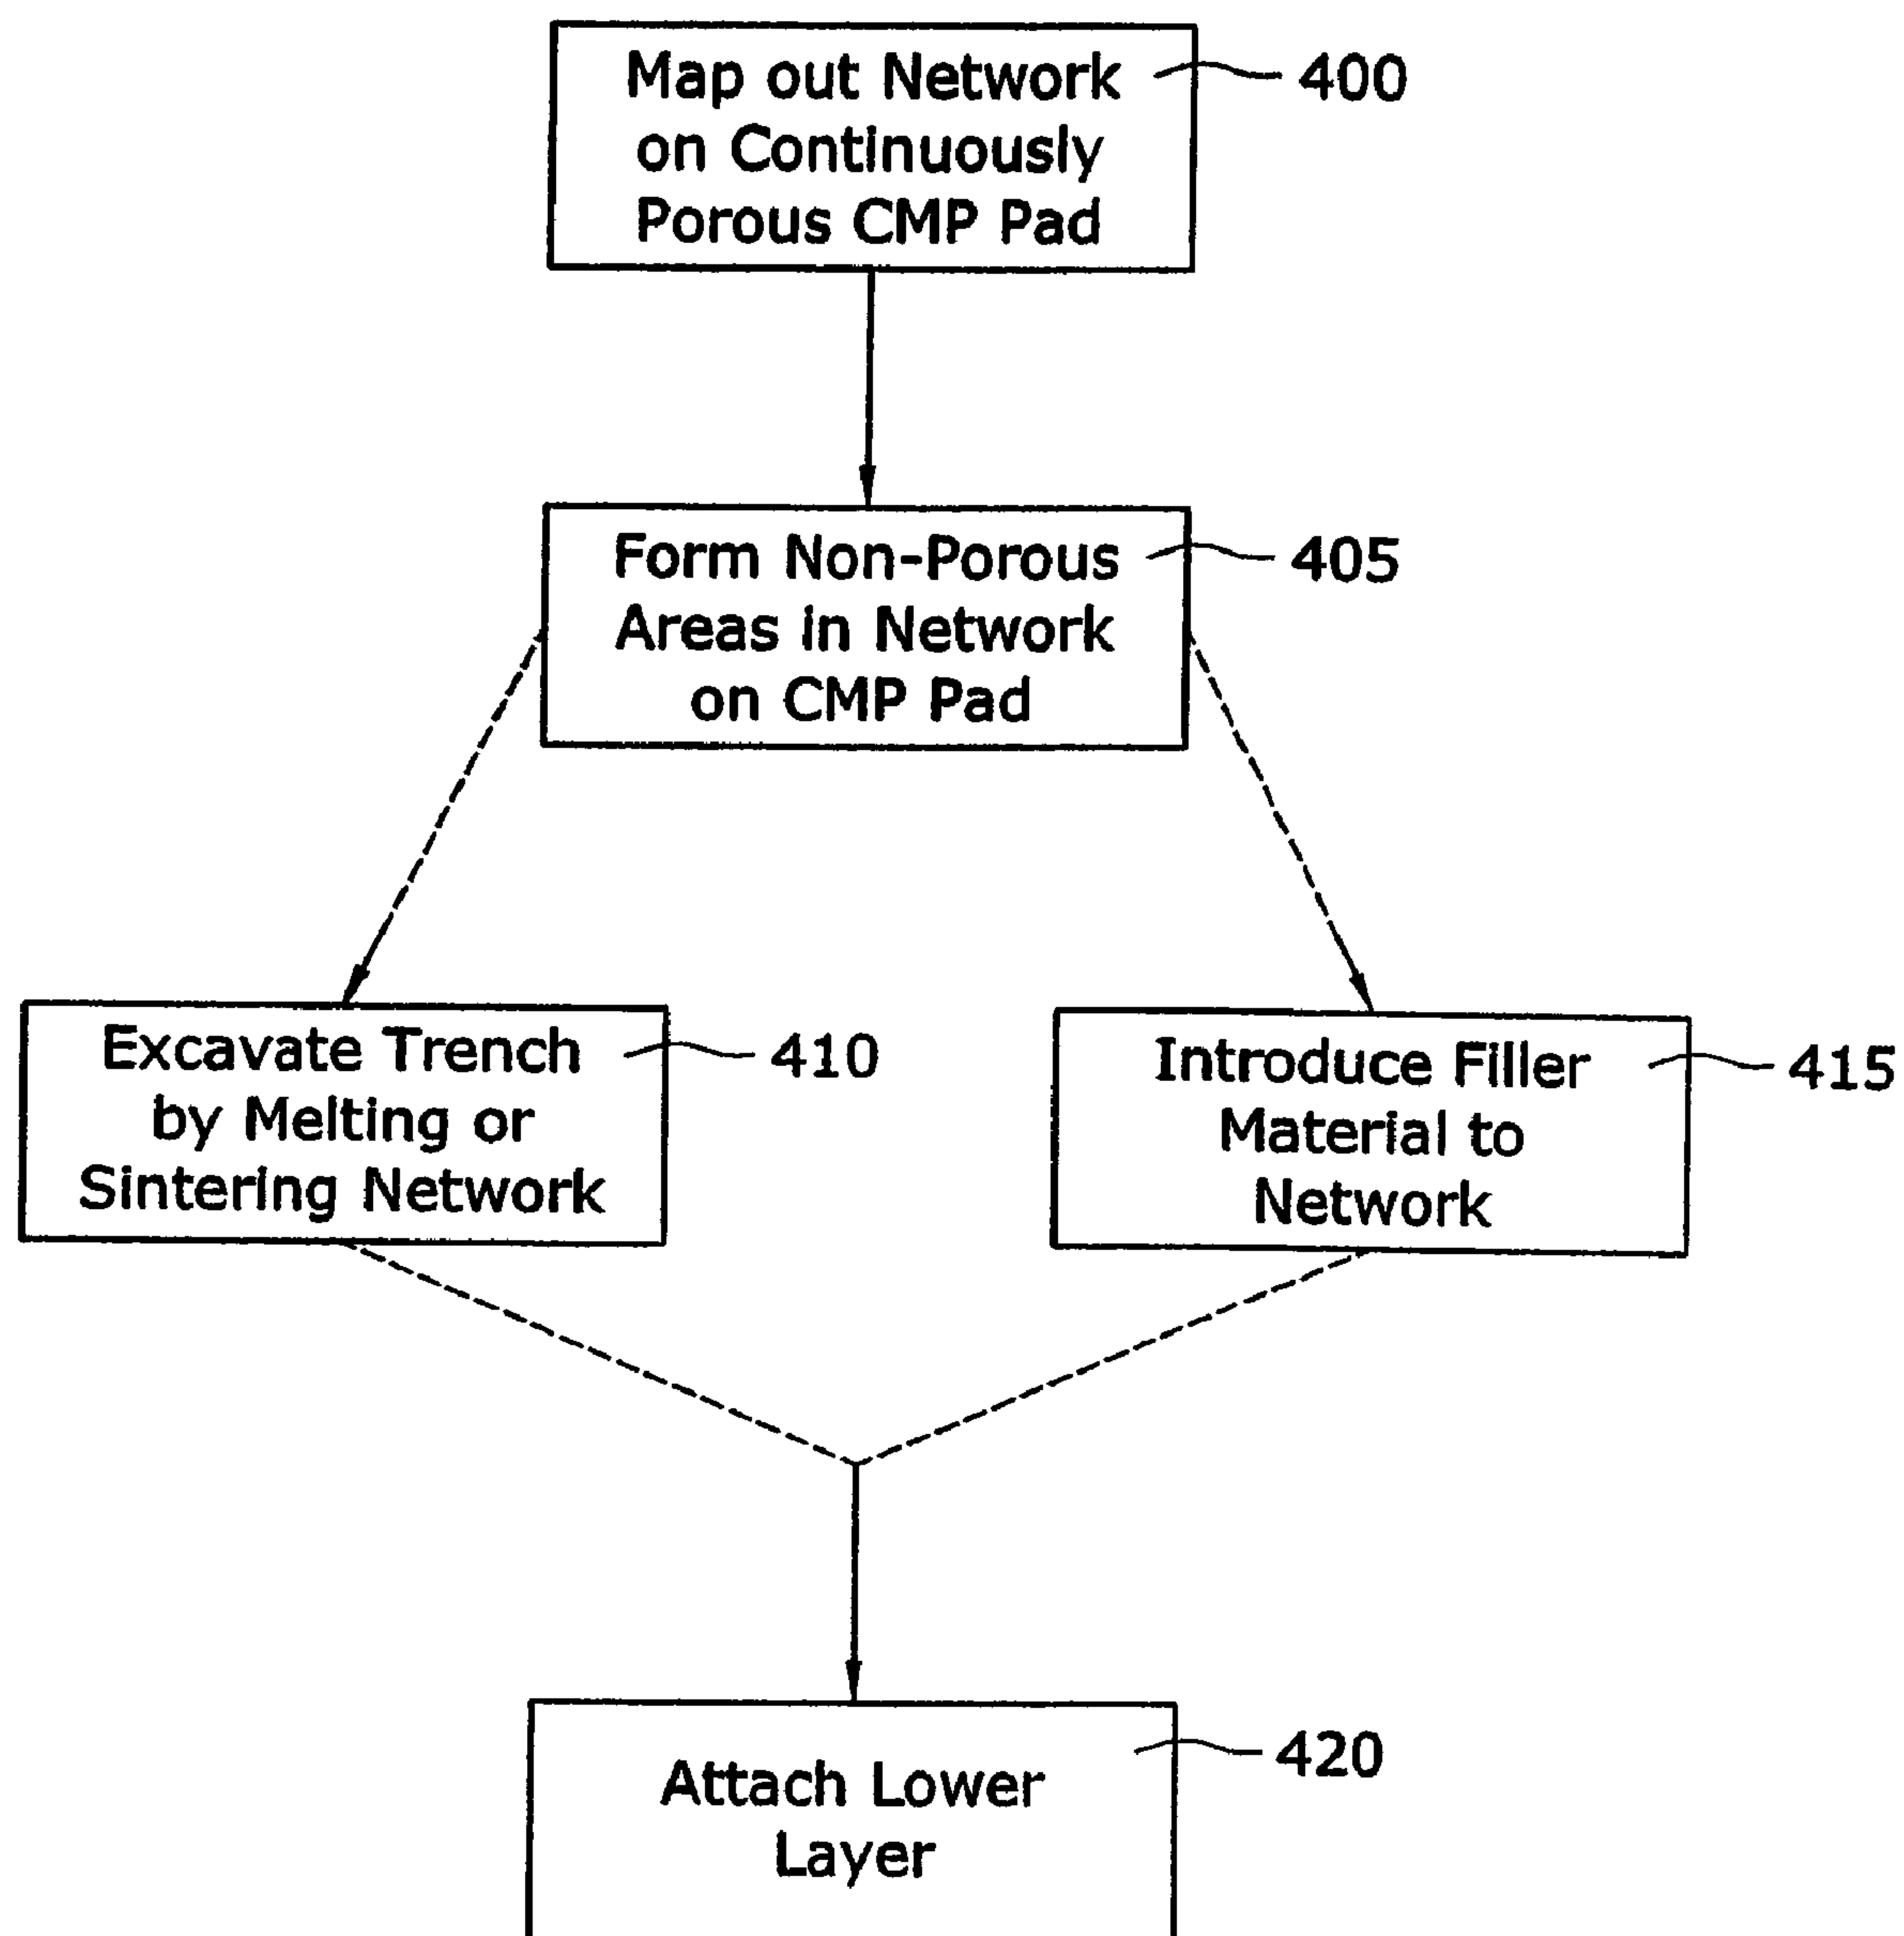 Map out Network
on Continuously
Porous CMP Pad
400
Form Non-Porous
Areas in Network
on CMP Pad
405
Excavate Trench
by Melting or
Sintering Network
410
Introduce Filler
Material to
Network
415
Attach Lower
Layer
420